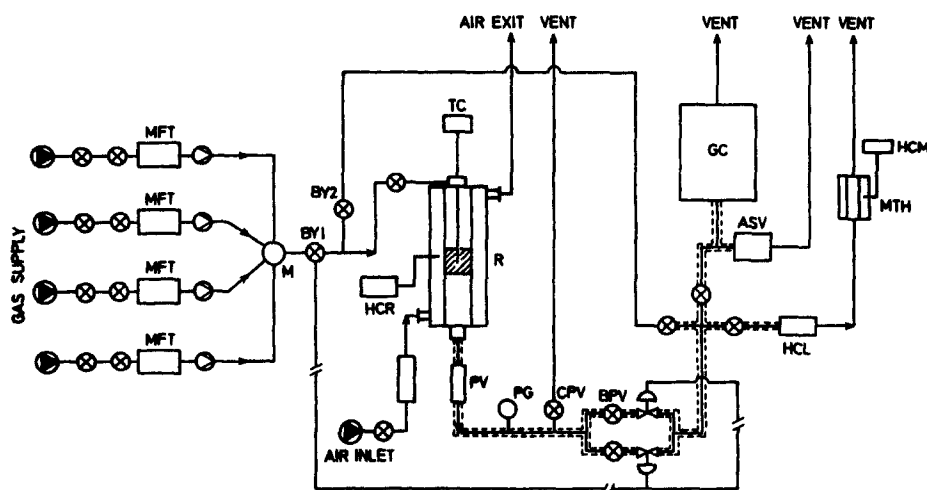 AIR EXIT
VENT
VENT
VENT
VENT
TC
MFT
GC
HCM
MFT
BY2
MTH
BY1
ASV
M
R
GAS SUPPLY
MFT
HCR
MFT
HCL
PV
PG
CPV
BPV
AIR INLET